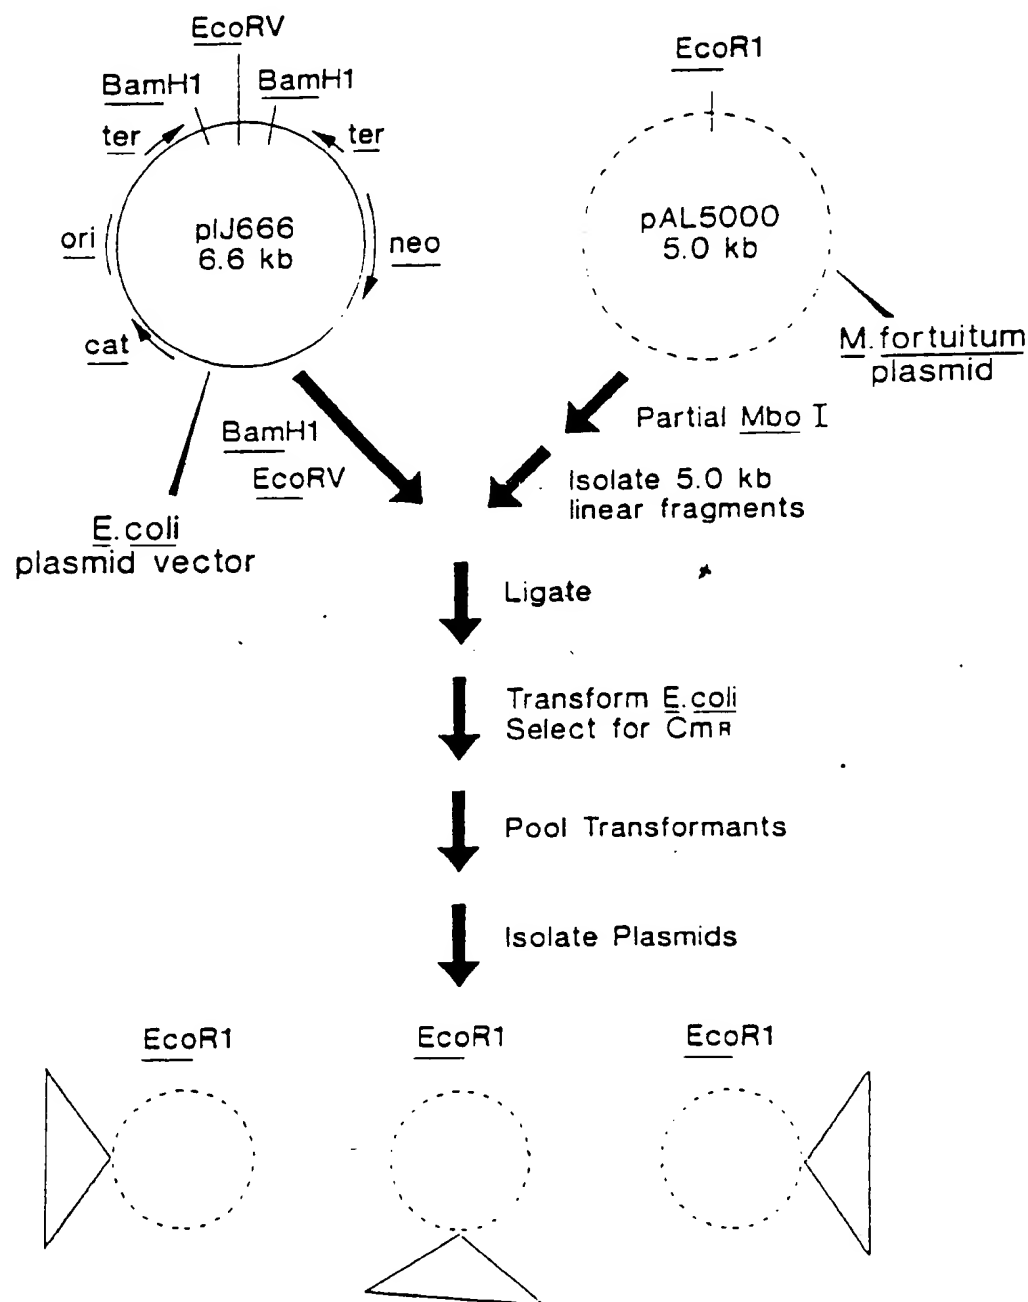 EcoRV
BamH1
BamH1
ter
ter
ori
pIJ666
6.6 kb
neo
cat
E.coli
plasmid vector
EcoR1
pAL5000
5.0 kb
M.fortuitum
plasmid
BamH1
EcoRV
Partial Mbo I
Isolate 5.0 kb
linear fragments
Ligate
Transform E.coli
Select for CmR
Pool Transformants
Isolate Plasmids
EcoR1
EcoR1
EcoR1